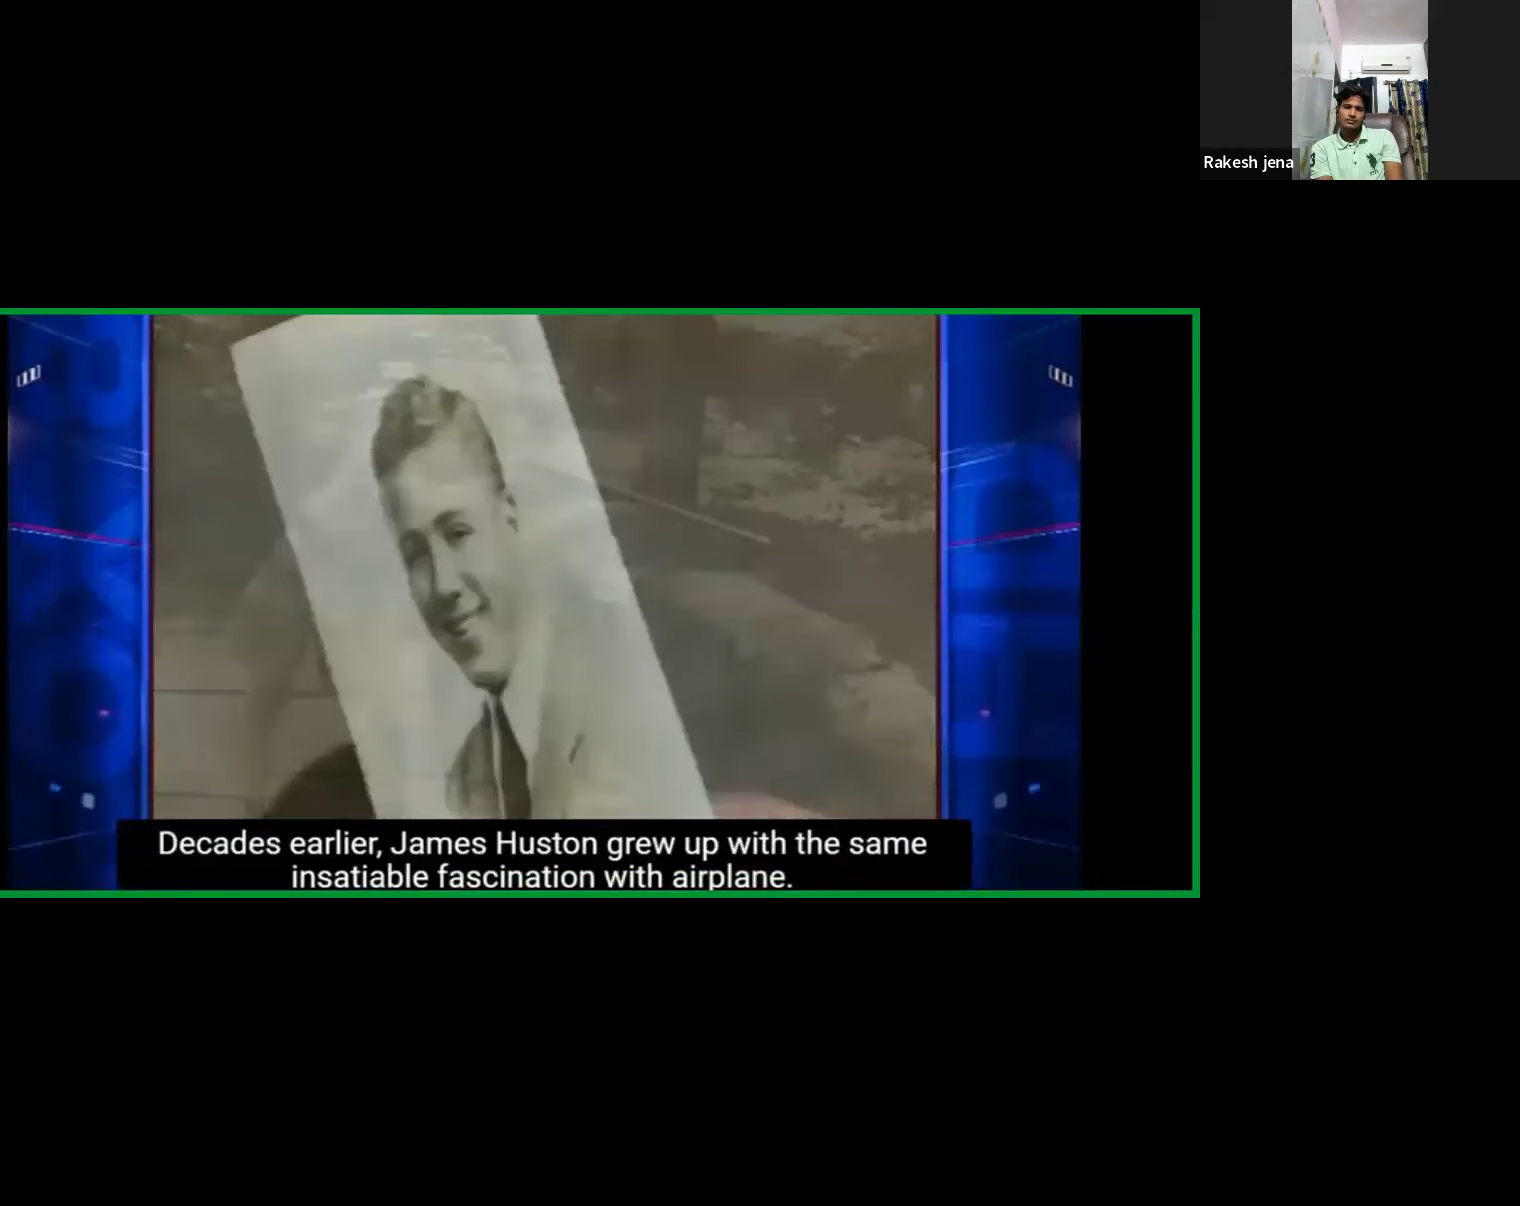 Rakesh jena
Decades earlier, James Huston grew up with the same
insatiable fascination with airplane.